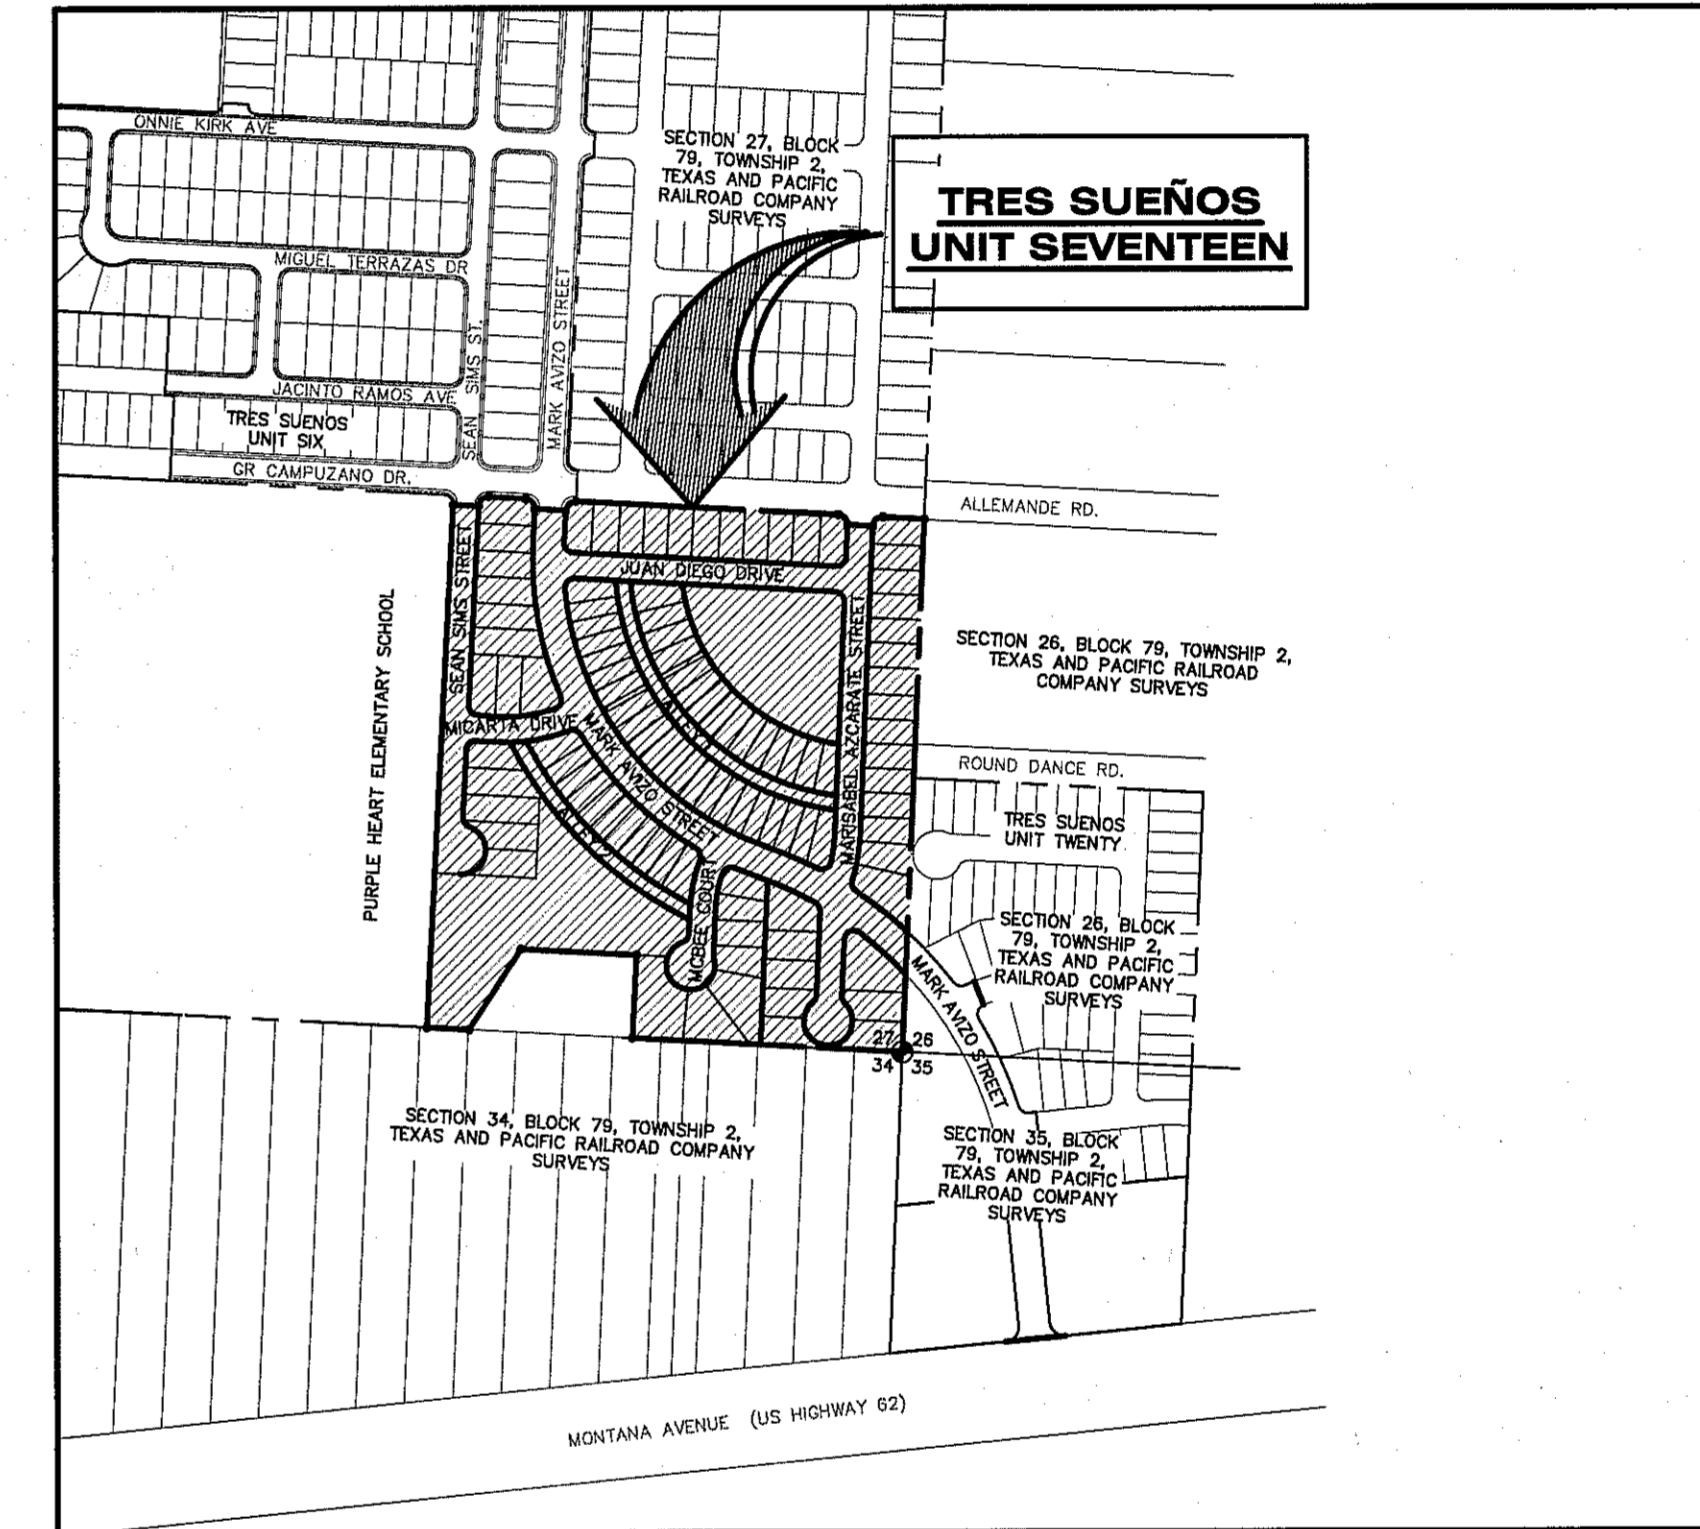 ONNIE KIRK AVE
SECTION 27, BLOCK
79, TOWNSHIP 2,
TEXAS AND PACIFIC
RAILROAD COMPANY
SURVEYS
TRES SUEÑOS
UNIT SEVENTEEN
MIGUEL TERRAZAS DR
SEAN SIMS ST.
MARK AVIZO STREET
JACINTO RAMOS AVE
TRES SUENOS
UNIT SIX
GR CAMPUZANO DR.
ALLEMANDE RD.
SEAN SIMS STREET
JUAN DIEGO DRIVE
PURPLE HEART ELEMENTARY SCHOOL
MARISABEL AZCARATE STREET
SECTION 26, BLOCK 79, TOWNSHIP 2,
TEXAS AND PACIFIC RAILROAD
COMPANY SURVEYS
MICARTA DRIVE
MARK AVIZO STREET
ROUND DANCE RD.
TRES SUENOS
UNIT TWENTY
MCBEE COURT
SECTION 26, BLOCK
79, TOWNSHIP 2,
TEXAS AND PACIFIC
RAILROAD COMPANY
SURVEYS
MARK AVIZO STREET
27 26
34 35
SECTION 34, BLOCK 79, TOWNSHIP 2,
TEXAS AND PACIFIC RAILROAD COMPANY
SURVEYS
SECTION 35, BLOCK
79, TOWNSHIP 2,
TEXAS AND PACIFIC
RAILROAD COMPANY
SURVEYS
MONTANA AVENUE (US HIGHWAY 62)